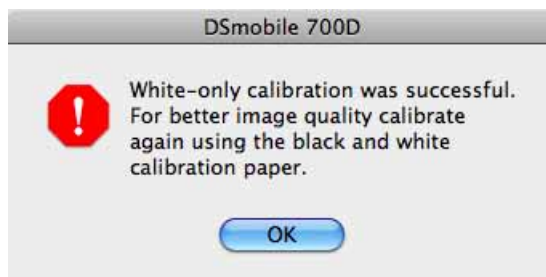 DSmobile 700D
White-only calibration was successful.
For better image quality calibrate
again using the black and white
calibration paper.
OK